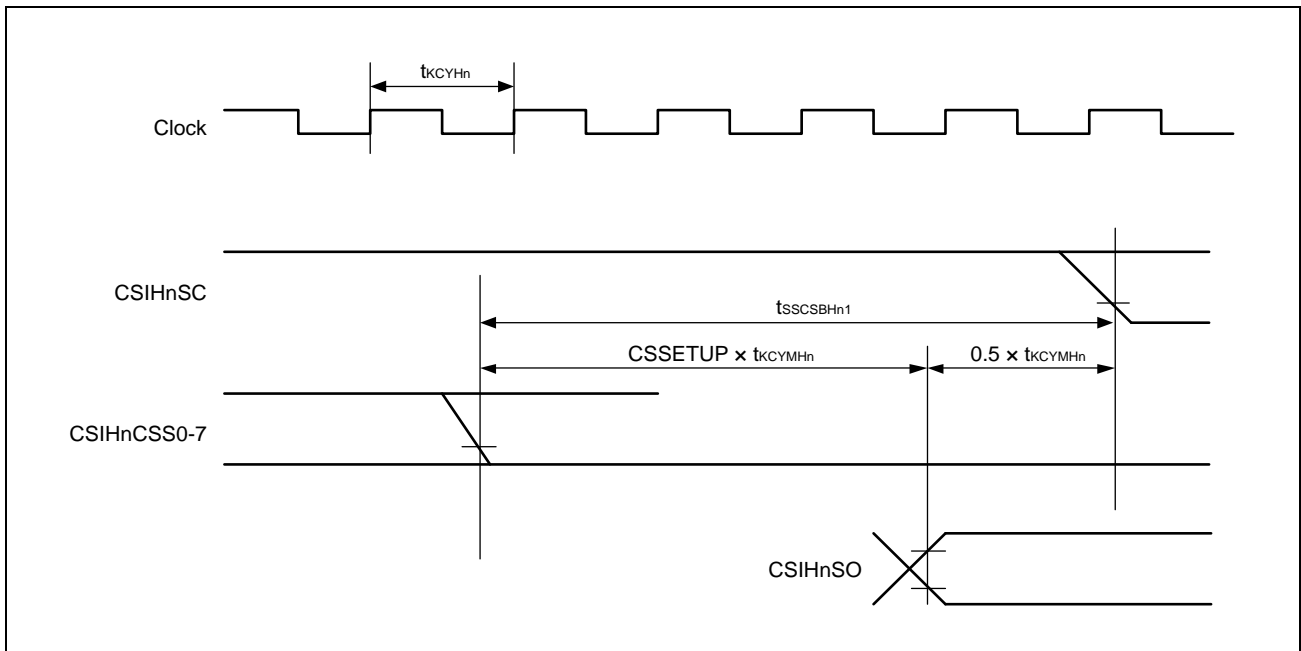 tKCYHn
Clock
CSIHnSC
tSSCSBHn1
CSSETUP × tKCYMHn
0.5 × tKCYMHn
CSIHnCSS0-7
CSIHnSO